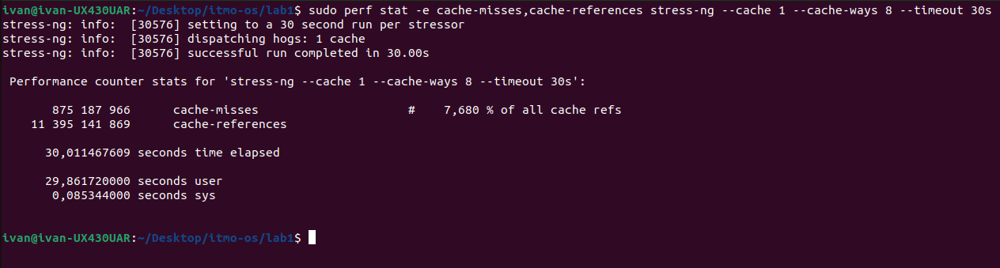 ivan@ivan-UX430UAR:~/Desktop/itmo-os/lab1$ sudo perf stat -e cache-misses,cache-references stress-ng --cache 1 --cache-ways 8 --timeout 30s
stress-ng: info:  [30576] setting to a 30 second run per stressor
stress-ng: info:  [30576] dispatching hogs: 1 cache
stress-ng: info:  [30576] successful run completed in 30.00s
Performance counter stats for 'stress-ng --cache 1 --cache-ways 8 --timeout 30s':
875 187 966      cache-misses                     #    7,680 % of all cache refs
11 395 141 869      cache-references
30,011467609 seconds time elapsed
29,861720000 seconds user
0,085344000 seconds sys
ivan@ivan-UX430UAR:~/Desktop/itmo-os/lab1$